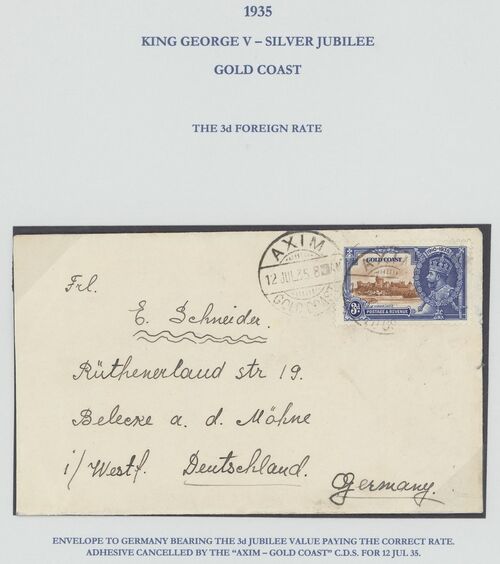 1935
KING GEORGE V – SILVER JUBILEE
GOLD COAST
THE 3d FOREIGN RATE
AXIM
12 JUL 35
GOLD COAST
GOLD COAST
3d
POSTAGE & REVENUE
Frl.
E. Schneider.
Rüthenerland str 19.
Belecke a. d. Möhne
i/Westf. Deutschland.
Germany.
ENVELOPE TO GERMANY BEARING THE 3d JUBILEE VALUE PAYING THE CORRECT RATE.
ADHESIVE CANCELLED BY THE "AXIM – GOLD COAST" C.D.S. FOR 12 JUL 35.